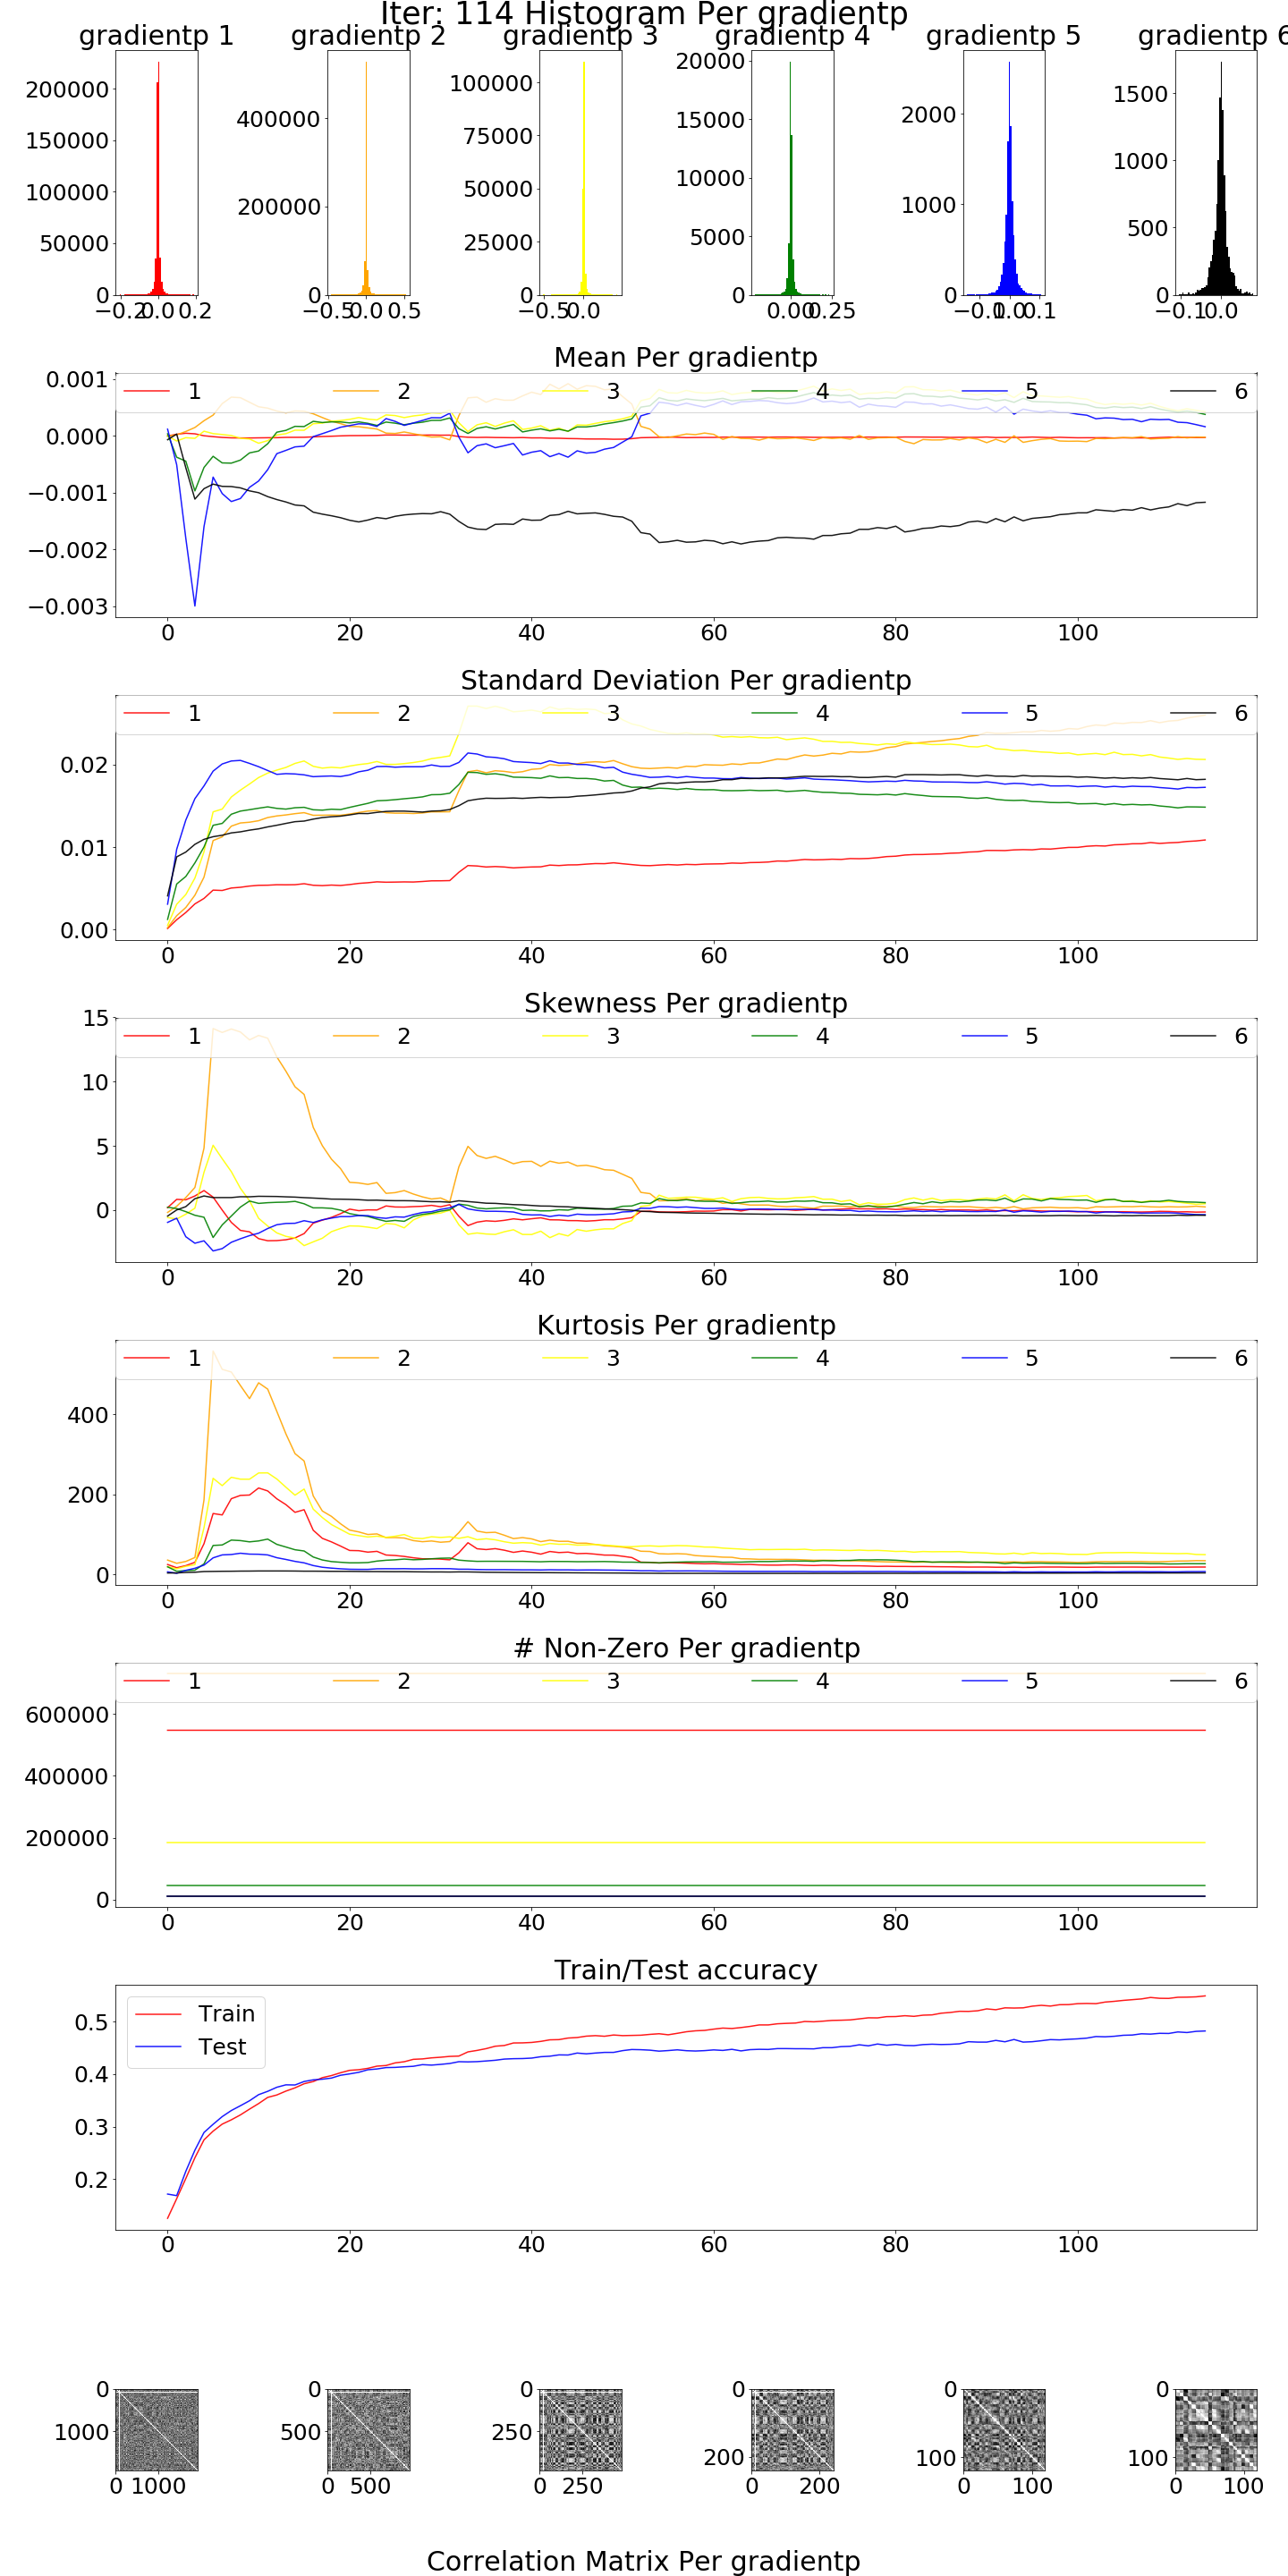 Iter: 114 Histogram Per gradientp
gradientp 1 gradientp 2 gradientp 3 gradientp 4 gradientp 5 gradientp 6
200000 150000 100000 50000 0
−0.2 0.0 0.2
400000 200000 0
−0.5 0.0 0.5
100000 75000 50000 25000 0
−0.5 0.0
20000 15000 10000 5000 0
0.00 0.25
2000 1000 0
0.0 0.1
1500 1000 500 0
−0.1 0.0
Mean Per gradientp
1 2 3 4 5 6
0.001
0.000
−0.001
−0.002
−0.003
0 20 40 60 80 100
Standard Deviation Per gradientp
1 2 3 4 5 6
0.02
0.01
0.00
0 20 40 60 80 100
Skewness Per gradientp
15
1 2 3 4 5 6
10
5
0
0 20 40 60 80 100
Kurtosis Per gradientp
1 2 3 4 5 6
400
200
0
0 20 40 60 80 100
# Non-Zero Per gradientp
1 2 3 4 5 6
600000
400000
200000
0
0 20 40 60 80 100
Train/Test accuracy
Train
Test
0.5
0.4
0.3
0.2
0 20 40 60 80 100
0 1000
0 1000
0 500
0 500
0 250
0 250
0 200
0 200
0 100
0 100
0 100
0 100
Correlation Matrix Per gradientp